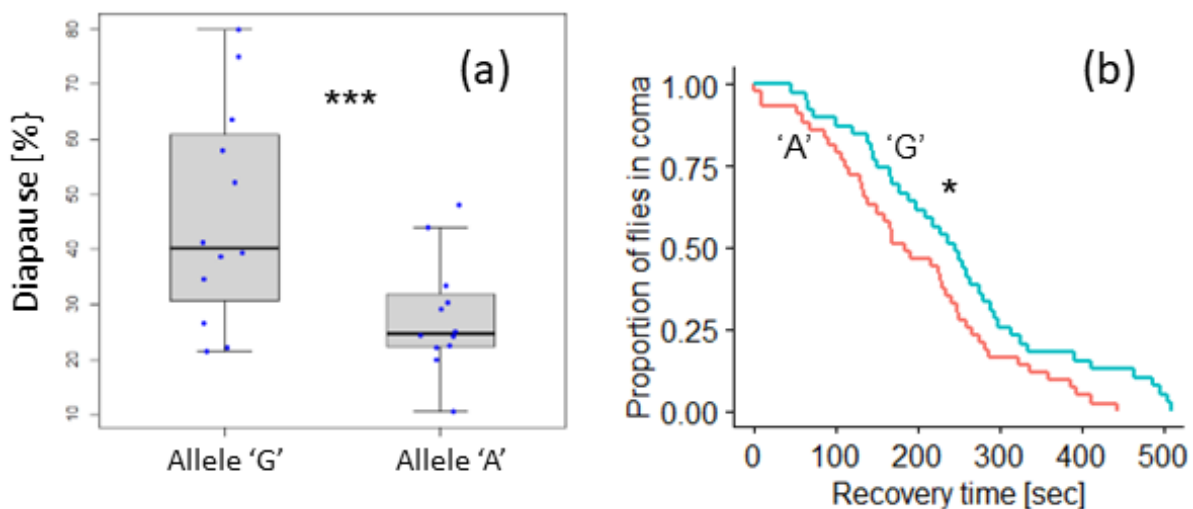 (a)
Diapause [%]
80
70
60
50
40
30
20
10
***
Allele 'G'
Allele 'A'
(b)
Proportion of flies in coma
1.00
0.75
0.50
0.25
0.00
'A'
'G'
*
0 100 200 300 400 500
Recovery time [sec]